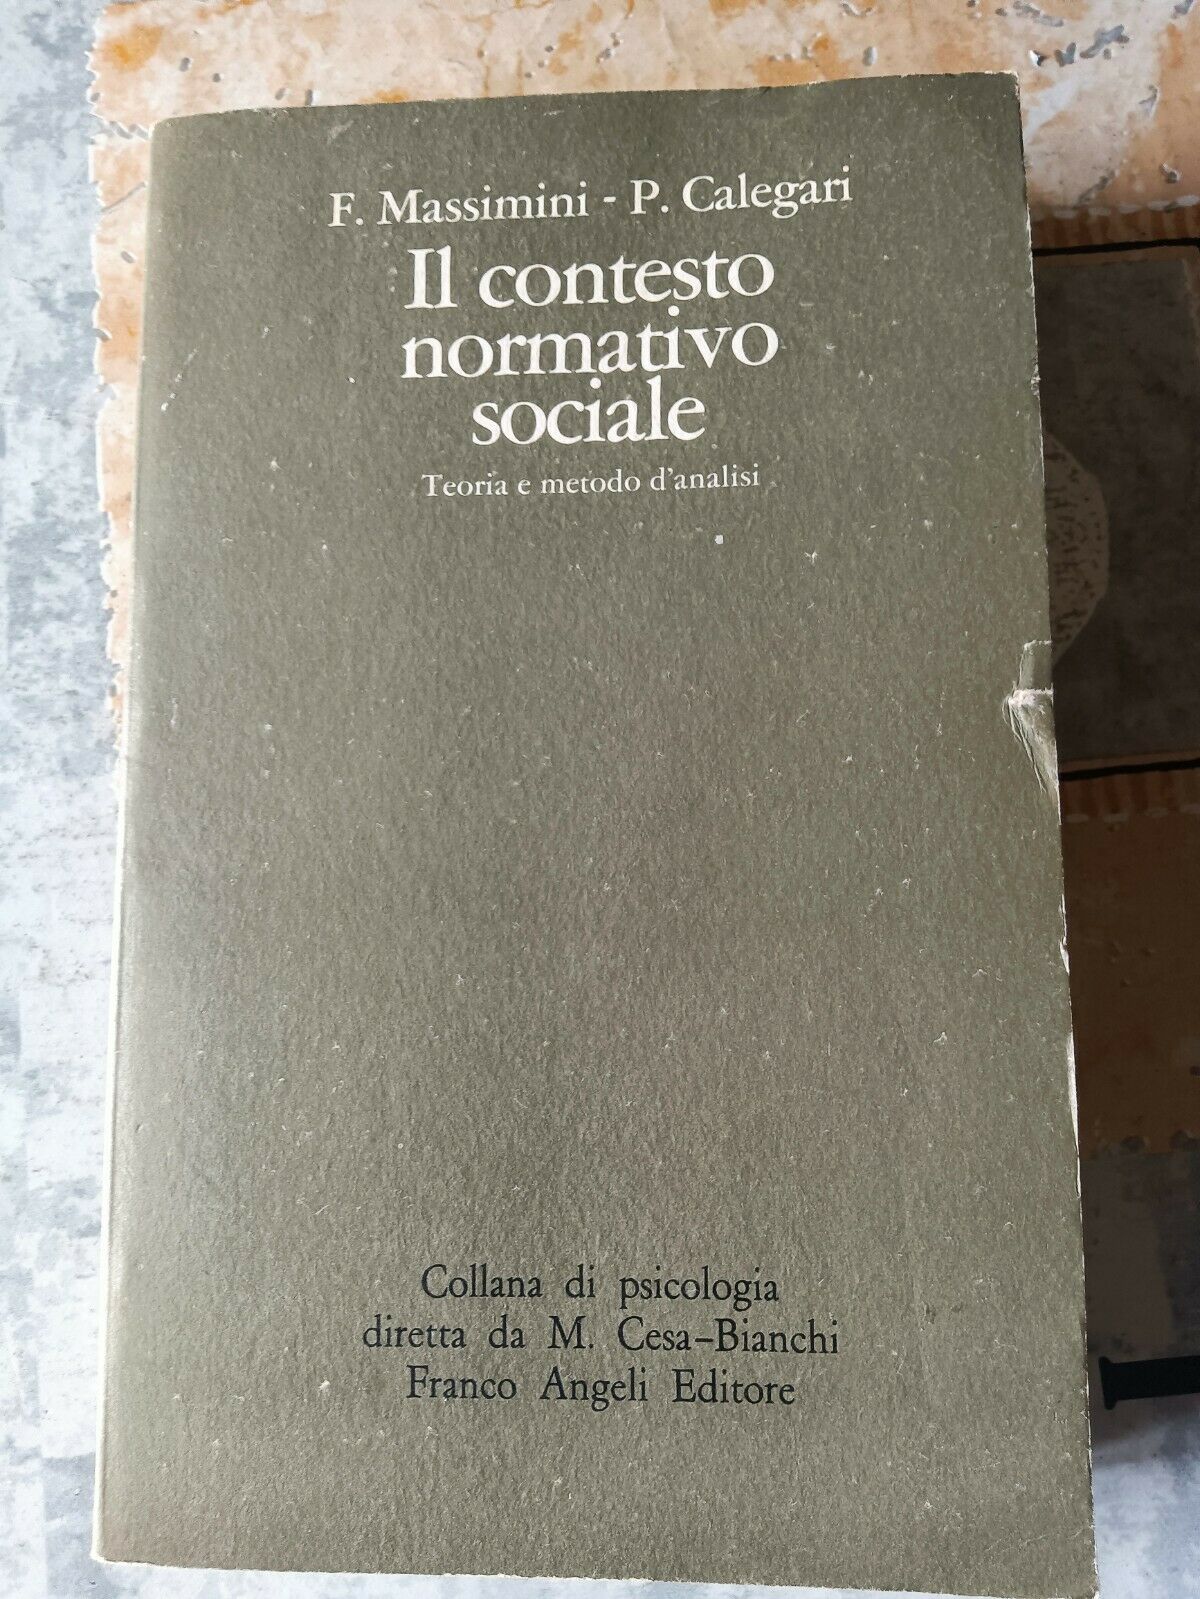 F. Massimini - P. Calegari
Il contesto
normativo
sociale
Teoria e metodo d'analisi
Collana di psicologia
diretta da M. Cesa-Bianchi
Franco Angeli Editore